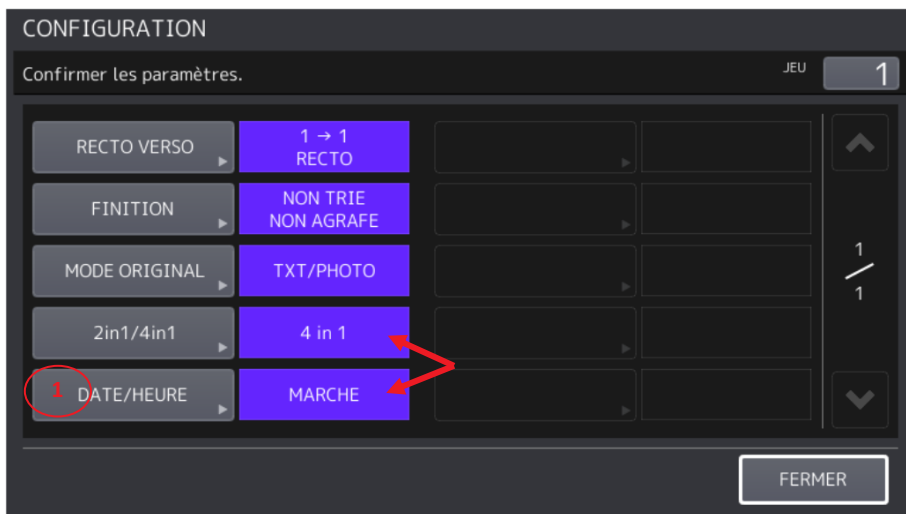 CONFIGURATION
Confirmer les paramètres.
JEU
1
RECTO VERSO
1 → 1
RECTO
FINITION
NON TRIE
NON AGRAFE
MODE ORIGINAL
TXT/PHOTO
2in1/4in1
4 in 1
1
DATE/HEURE
MARCHE
1
1
FERMER